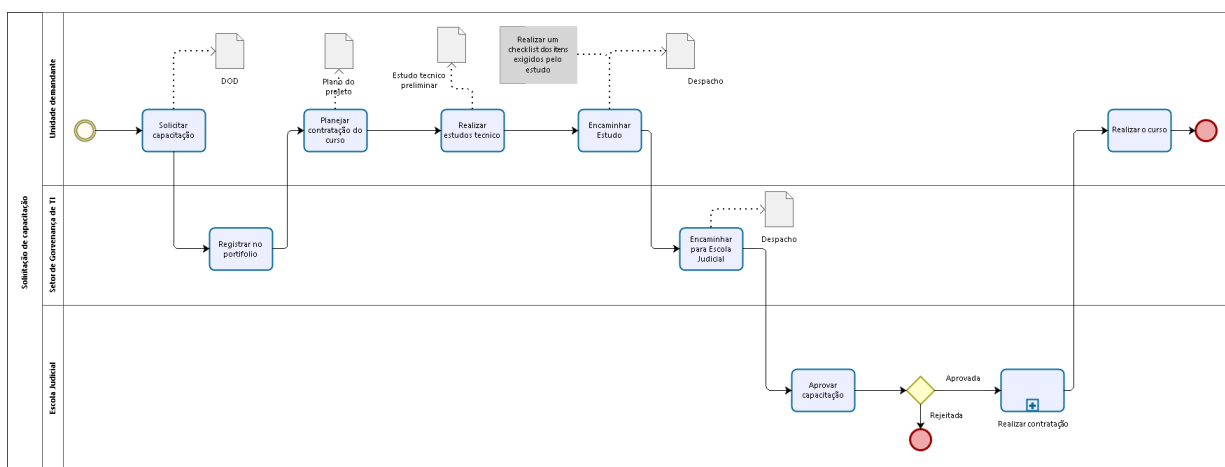 Solicitação de capacitação
Unidade demandante
DOD
Solicitar
capacitação
Plano do
projeto
Planejar
contratação do
curso
Estudo tecnico
preliminar
Realizar
estudos tecnico
Realizar um
checklist dos itens
exigidos pelo
estudo
Despacho
Encaminhar
Estudo
Realizar o curso
Setor de Gorvenança de TI
Registrar no
portifolio
Encaminhar
para Escola
Judicial
Despacho
Escola Judicial
Aprovar
capacitação
Aprovada
Rejeitada
Realizar contratação